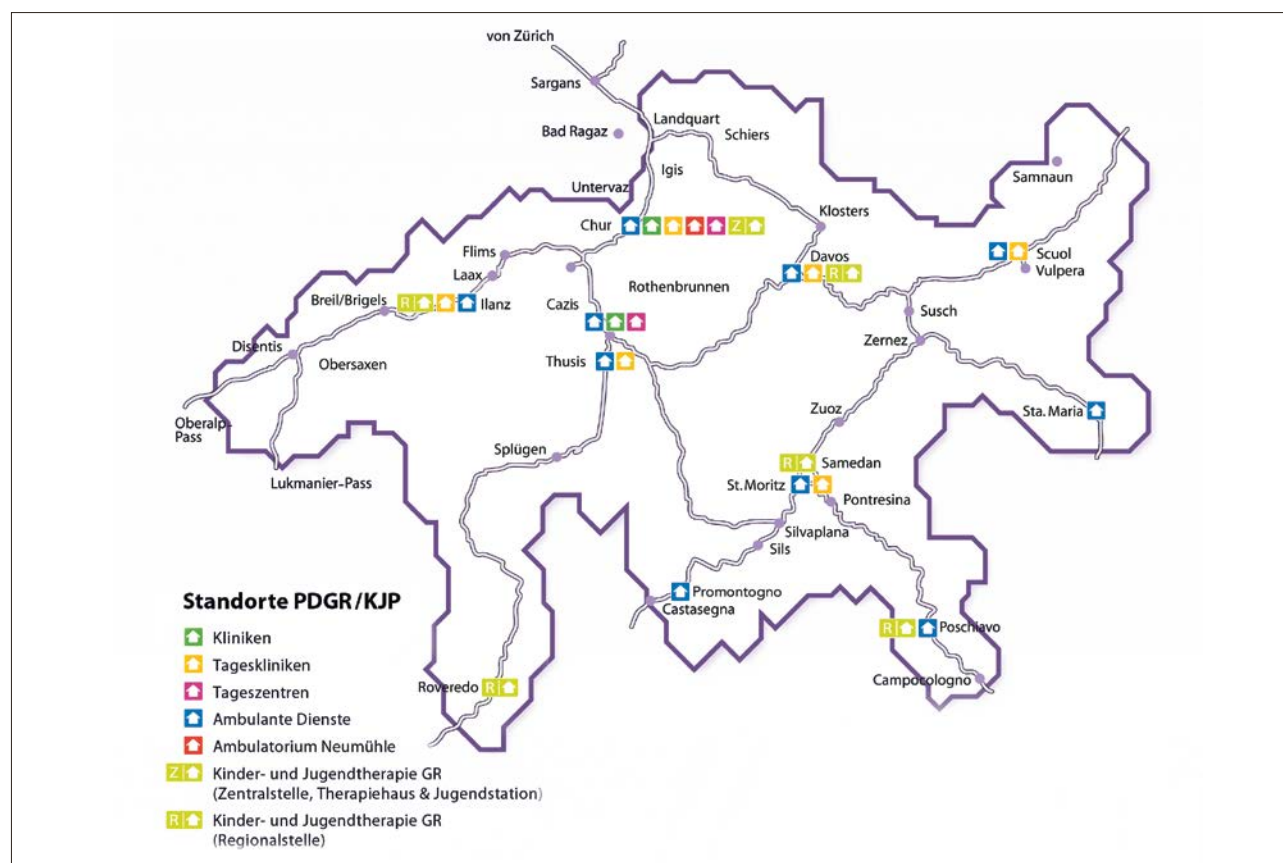 von Zürich
Sargans
Bad Ragaz
Landquart
Schiers
Igis
Untervaz
Samnaun
Klosters
Chur
Z
Flims
Davos
R
Scuol
Vulpera
Laax
Rothenbrunnen
Breil/Brigels
R
Ilanz
Cazis
Susch
Zernez
Disentis
Obersaxen
Thusis
Oberalp-
Pass
Zuoz
Sta. Maria
Splügen
R
Samedan
Lukmanier-Pass
St. Moritz
Pontresina
Silvaplana
Sils
Promontogno
Castasegna
R
Poschiavo
Campocologno
Roveredo
R
Standorte PDGR/KJP
Kliniken
Tageskliniken
Tageszentren
Ambulante Dienste
Ambulatorium Neumühle
Z
Kinder- und Jugendtherapie GR
(Zentralstelle, Therapiehaus & Jugendstation)
R
Kinder- und Jugendtherapie GR
(Regionalstelle)